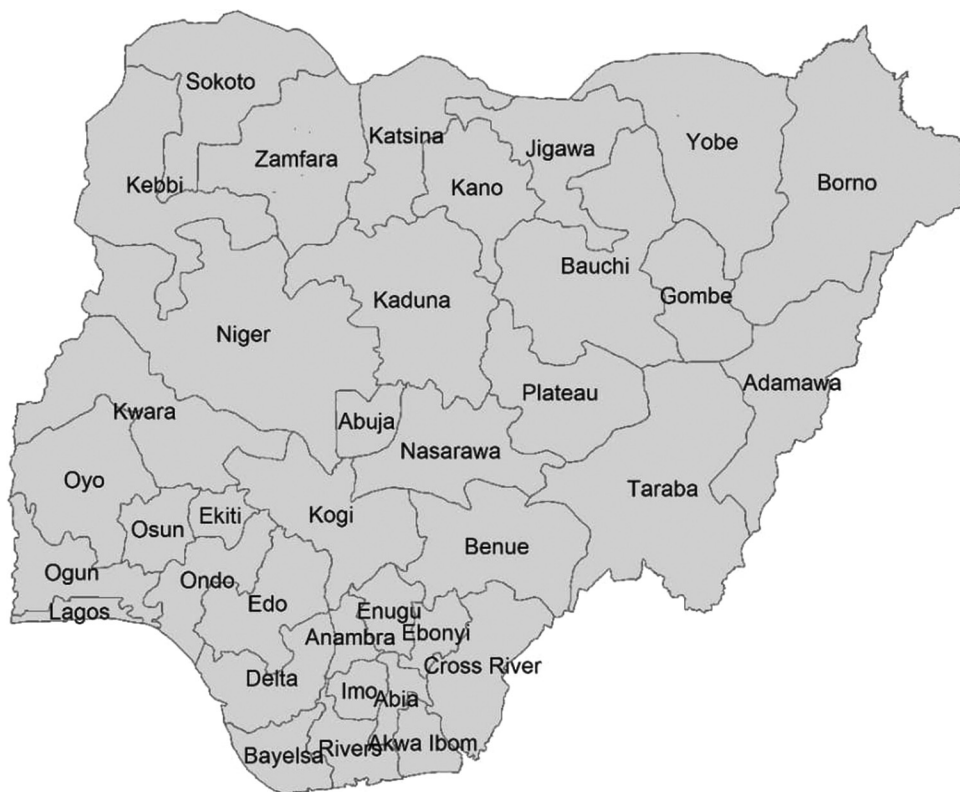 Sokoto
Katsina
Jigawa
Yobe
Zamfara
Kebbi
Kano
Borno
Bauchi
Kaduna
Gombe
Niger
Adamawa
Plateau
Kwara
Abuja
Nasarawa
Oyo
Taraba
Ekiti
Kogi
Osun
Benue
Ogun
Ondo
Edo
Lagos
Enugu
Anambra
Ebonyi
Cross River
Delta
Imo
Abia
Bayelsa
Rivers
Akwa Ibom